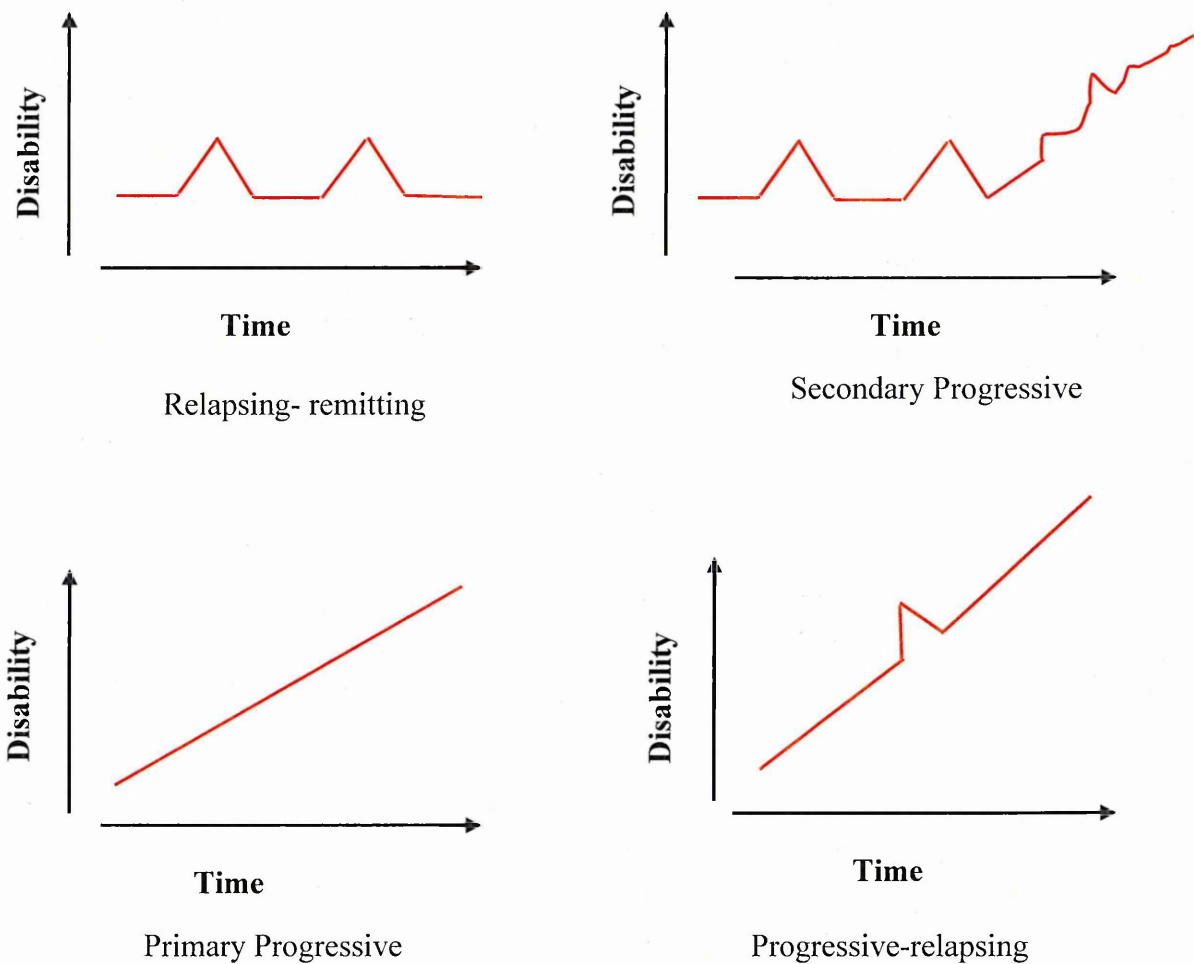 Disability
Disability
Time
Time
Relapsing- remitting
Secondary Progressive
Disability
Disability
Time
Time
Primary Progressive
Progressive-relapsing